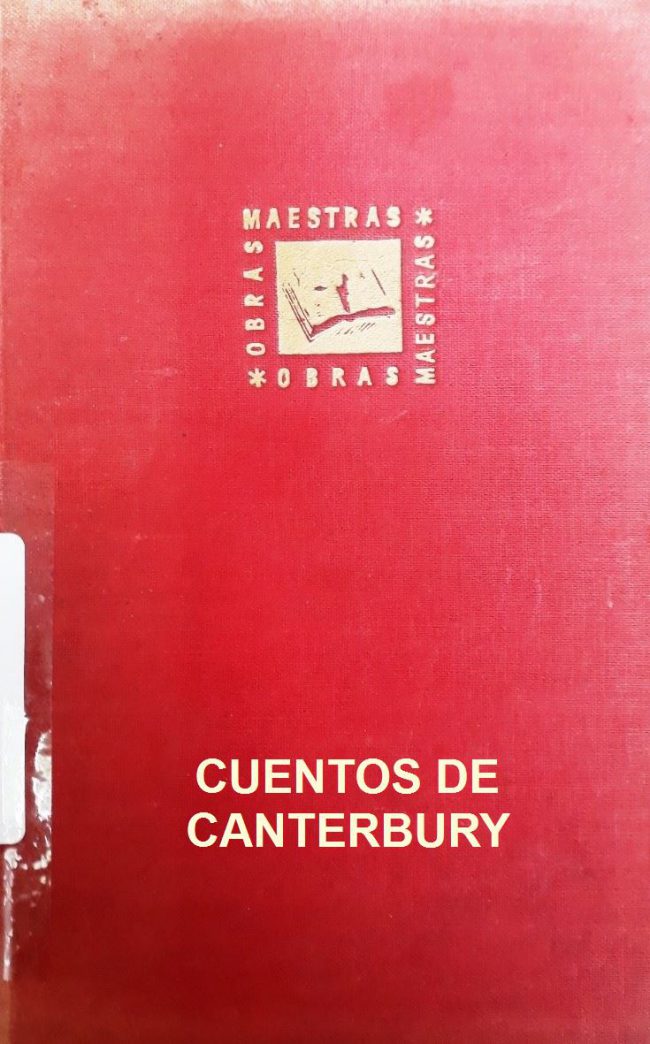 MAESTRAS *
OBRAS
MAESTRAS
* OBRAS
CUENTOS DE
CANTERBURY